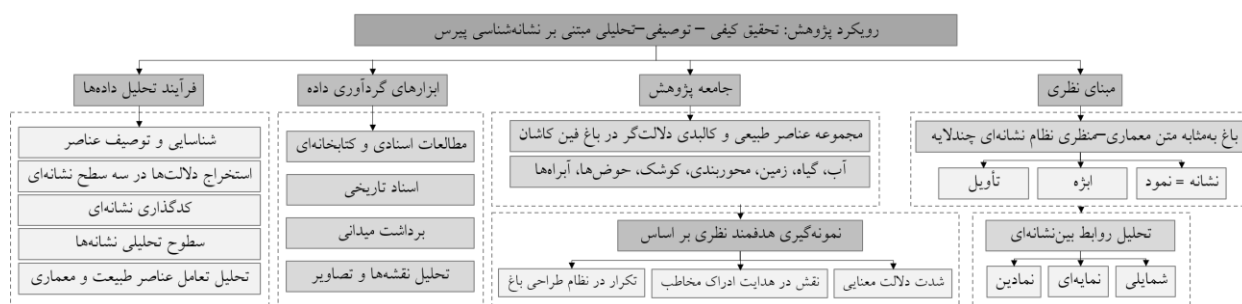 رویکرد پژوهش: تحقیق کیفی – توصیفی–تحلیلی مبتنی بر نشانه‌شناسی پیرس
مبنای نظری
باغ به‌مثابه متن معماری–منظری نظام نشانه‌ای چندلایه
نشانه = نمود
ابژه
تأویل
تحلیل روابط بین‌نشانه‌ای
شمایلی
نمایه‌ای
نمادین
جامعه پژوهش
مجموعه عناصر طبیعی و کالبدی دلالت‌گر در باغ فین کاشان
آب، گیاه، زمین، محوربندی، کوشک، حوض‌ها، آبراه‌ها
نمونه‌گیری هدفمند نظری بر اساس
شدت دلالت معنایی
نقش در هدایت ادراک مخاطب
تکرار در نظام طراحی باغ
ابزارهای گردآوری داده
مطالعات اسنادی و کتابخانه‌ای
اسناد تاریخی
برداشت میدانی
تحلیل نقشه‌ها و تصاویر
فرآیند تحلیل داده‌ها
شناسایی و توصیف عناصر
استخراج دلالت‌ها در سه سطح نشانه‌ای
کدگذاری نشانه‌ای
سطوح تحلیلی نشانه‌ها
تحلیل تعامل عناصر طبیعت و معماری